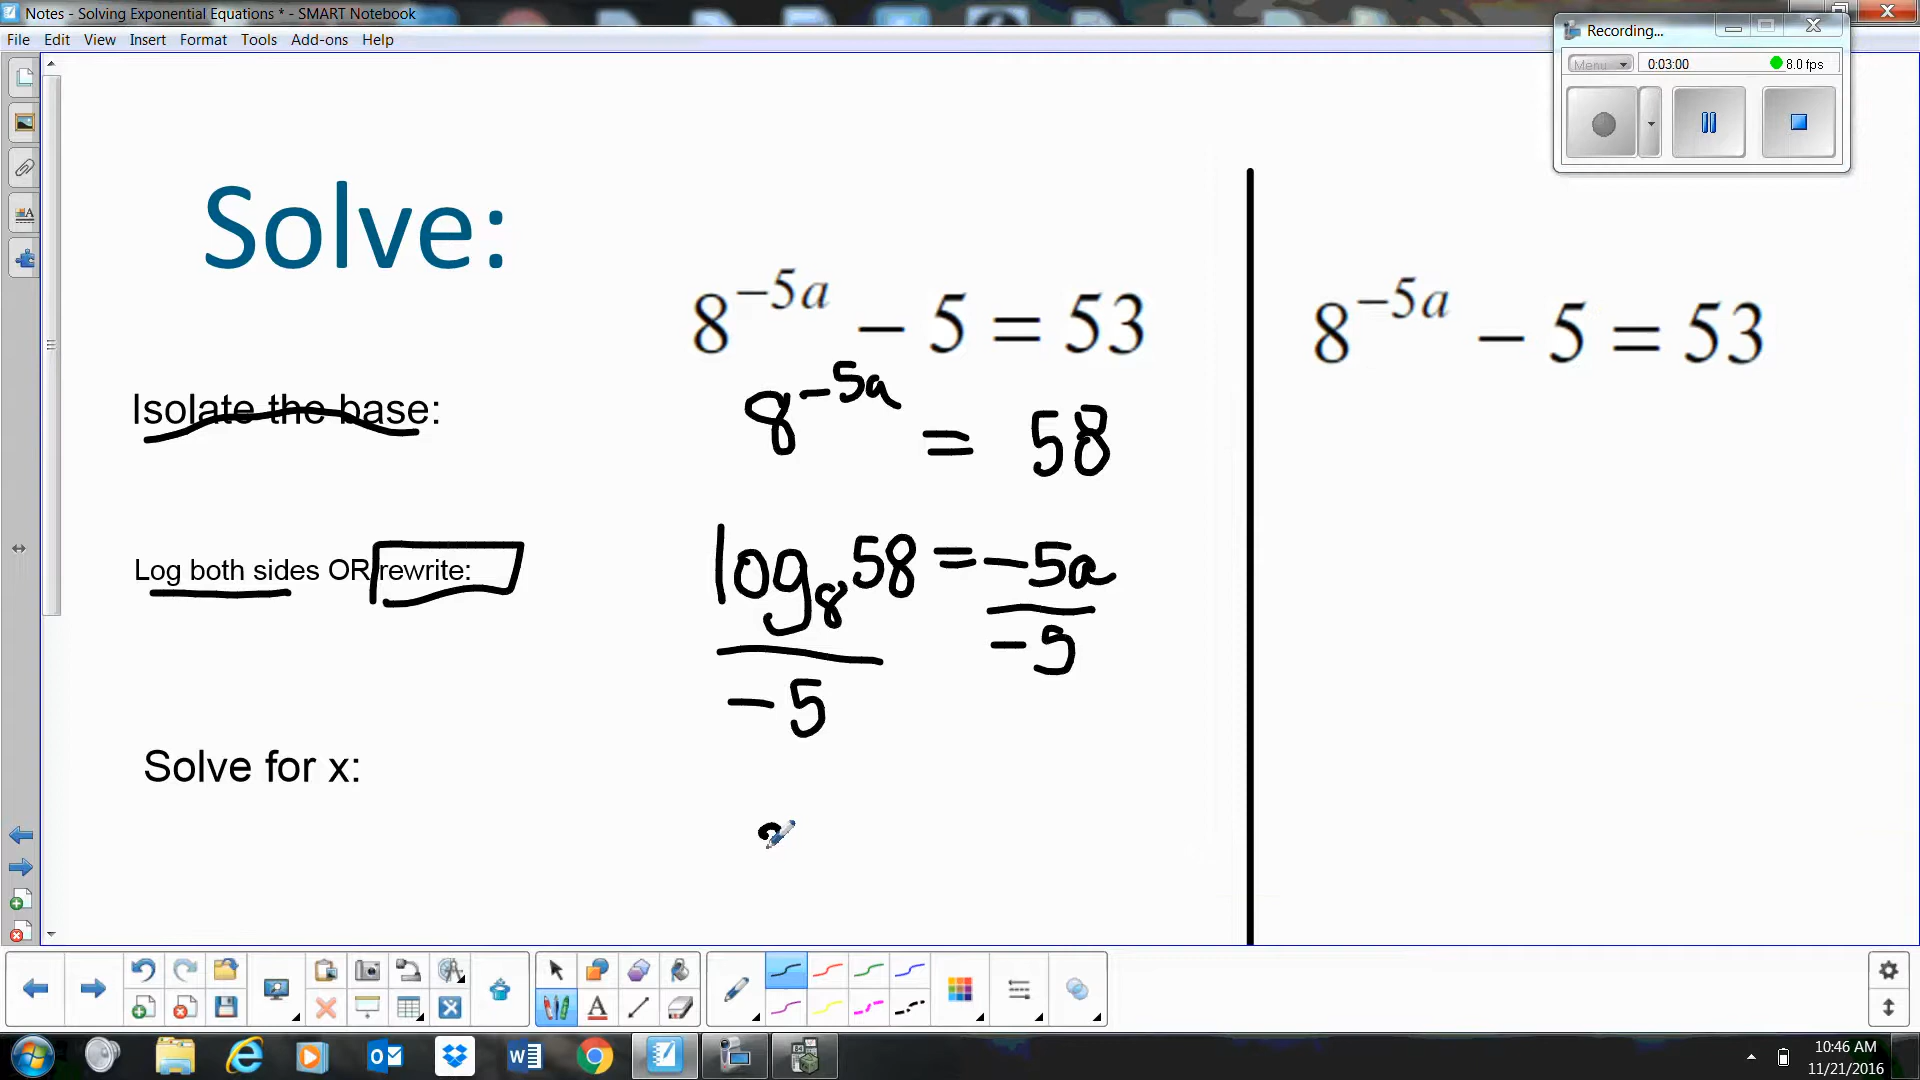 Notes - Solving Exponential Equations * - SMART Notebook
File Edit View Insert Format Tools Add-ons Help
Recording...
Menu 0:03:00 8.0 fps
Solve:
8^{-5a} - 5 = 53
8^{-5a} - 5 = 53
Isolate the base:
8^{-5a} = 58
Log both sides OR rewrite:
log_8 58 = -5a
-5
-5
Solve for x:
10:46 AM
11/21/2016